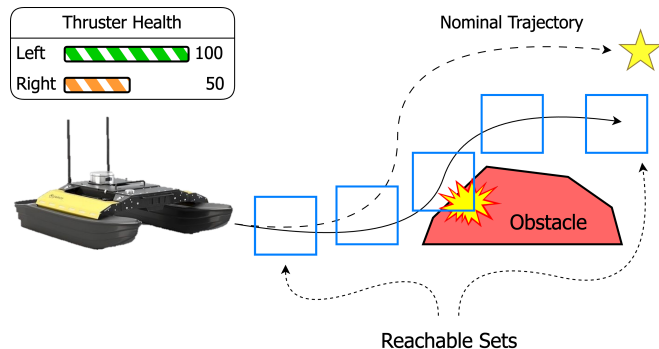 Thruster Health
Left 100
Right 50
Nominal Trajectory
Obstacle
Reachable Sets